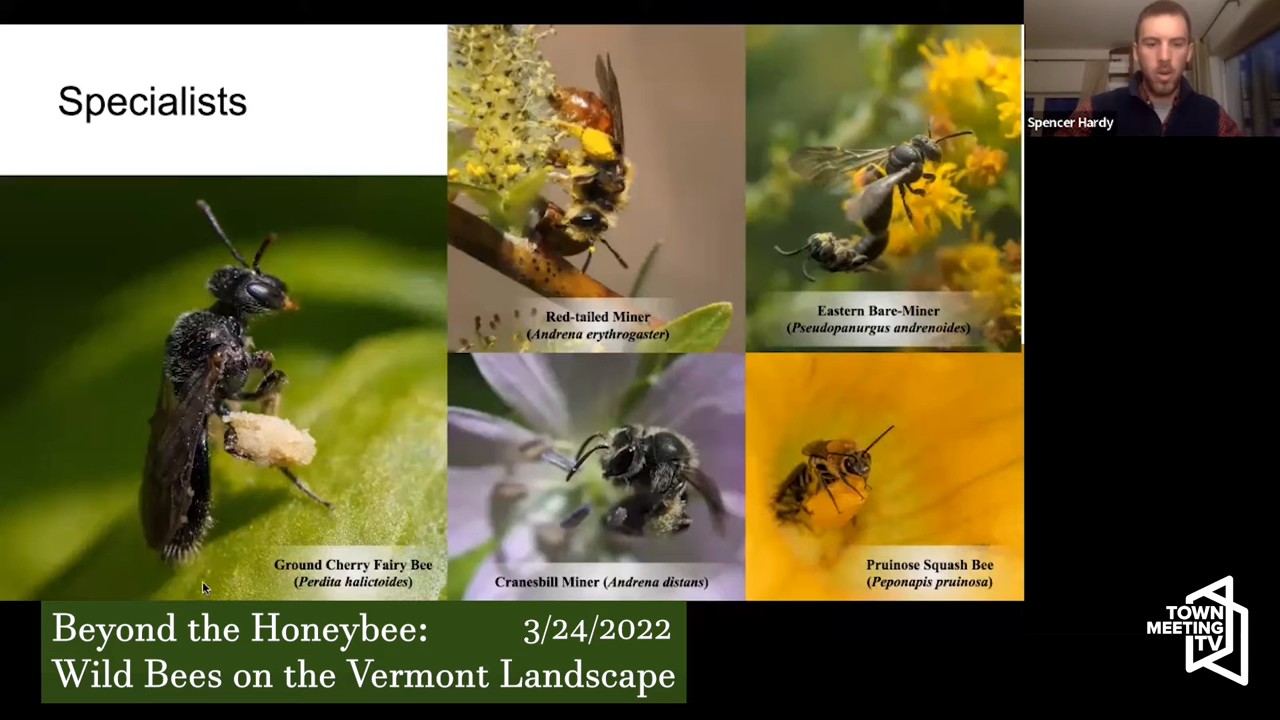 Specialists
Red-tailed Miner
(Andrena erythrogaster)
Eastern Bare-Miner
(Pseudopanurgus andrenoides)
Spencer Hardy
Ground Cherry Fairy Bee
(Perdita halictoides)
Cranesbill Miner (Andrena distans)
Pruinose Squash Bee
(Peponapis pruinosa)
Beyond the Honeybee: 3/24/2022
Wild Bees on the Vermont Landscape
TOWN
MEETING
TV